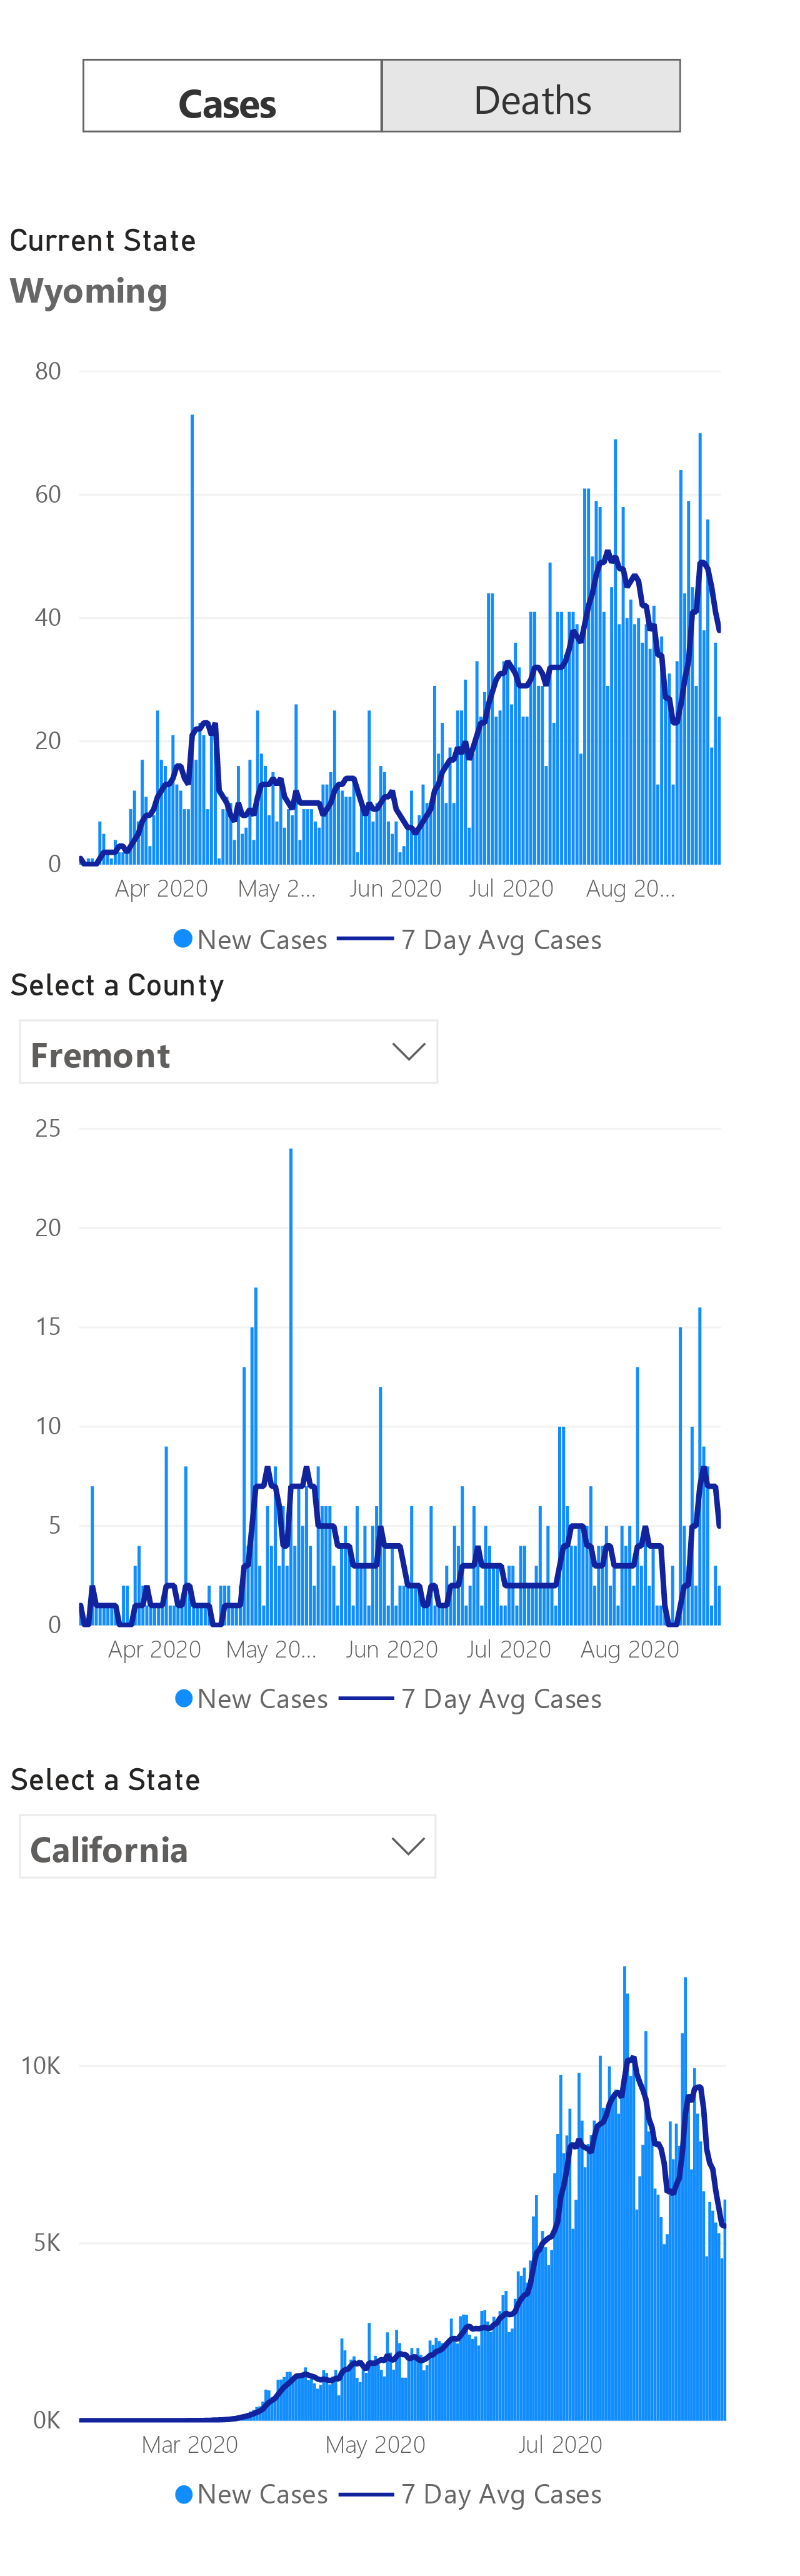 Cases Deaths
Current State
Wyoming
80
60
40
20
0
Apr 2020 May 2... Jun 2020 Jul 2020 Aug 20...
New Cases 7 Day Avg Cases
Select a County
Fremont
25
20
15
10
5
0
Apr 2020 May 20... Jun 2020 Jul 2020 Aug 2020
New Cases 7 Day Avg Cases
Select a State
California
10K
5K
0K
Mar 2020 May 2020 Jul 2020
New Cases 7 Day Avg Cases